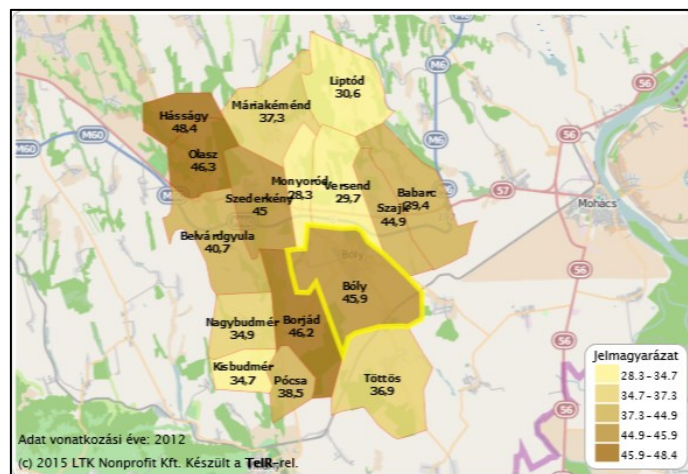 M6
Liptód
30,6
M6
Máriakéménd
37,3
S6
Hásságy
48,4
M60
M60
Olasz
46,3
M6
Monyoród
28,3
Versend
29,7
Babarc
39,4
Szederkény
45
Szajk
44,9
S7
Mohács
Belvárdgyula
40,7
Bóly
Bóly
45,9
S6
Nagybudmér
34,9
Borjád
46,2
S6
Kisbudmér
34,7
Pócsa
38,5
Töttös
36,9
S6
Jelmagyarázat
28.3 - 34.7
34.7 - 37.3
37.3 - 44.9
44.9 - 45.9
45.9 - 48.4
Adat vonatkozási éve: 2012
(c) 2015 LTK Nonprofit Kft. Készült a TeIR-rel.